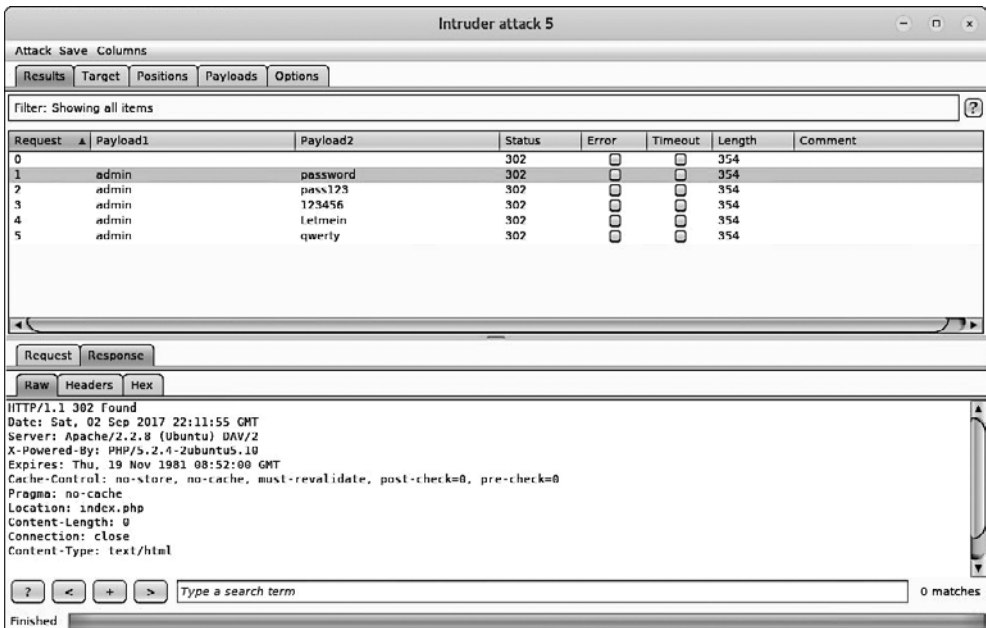 Intruder attack 5
Attack Save Columns
Results Target Positions Payloads Options
Filter: Showing all items ?
Request Payload1 Payload2 Status Error Timeout Length Comment
0 302 354
1 admin password 302 354
2 admin pass123 302 354
3 admin 123456 302 354
4 admin Letmein 302 354
5 admin qwerty 302 354
Request Response
Raw Headers Hex
HTTP/1.1 302 Found
Date: Sat, 02 Sep 2017 22:11:55 GMT
Server: Apache/2.2.8 (Ubuntu) DAV/2
X-Powered-By: PHP/5.2.4-2ubuntu5.10
Expires: Thu, 19 Nov 1981 08:52:00 GMT
Cache-Control: no-store, no-cache, must-revalidate, post-check=0, pre-check=0
Pragma: no-cache
Location: index.php
Content-Length: 0
Connection: close
Content-Type: text/html
? < + > Type a search term 0 matches
Finished